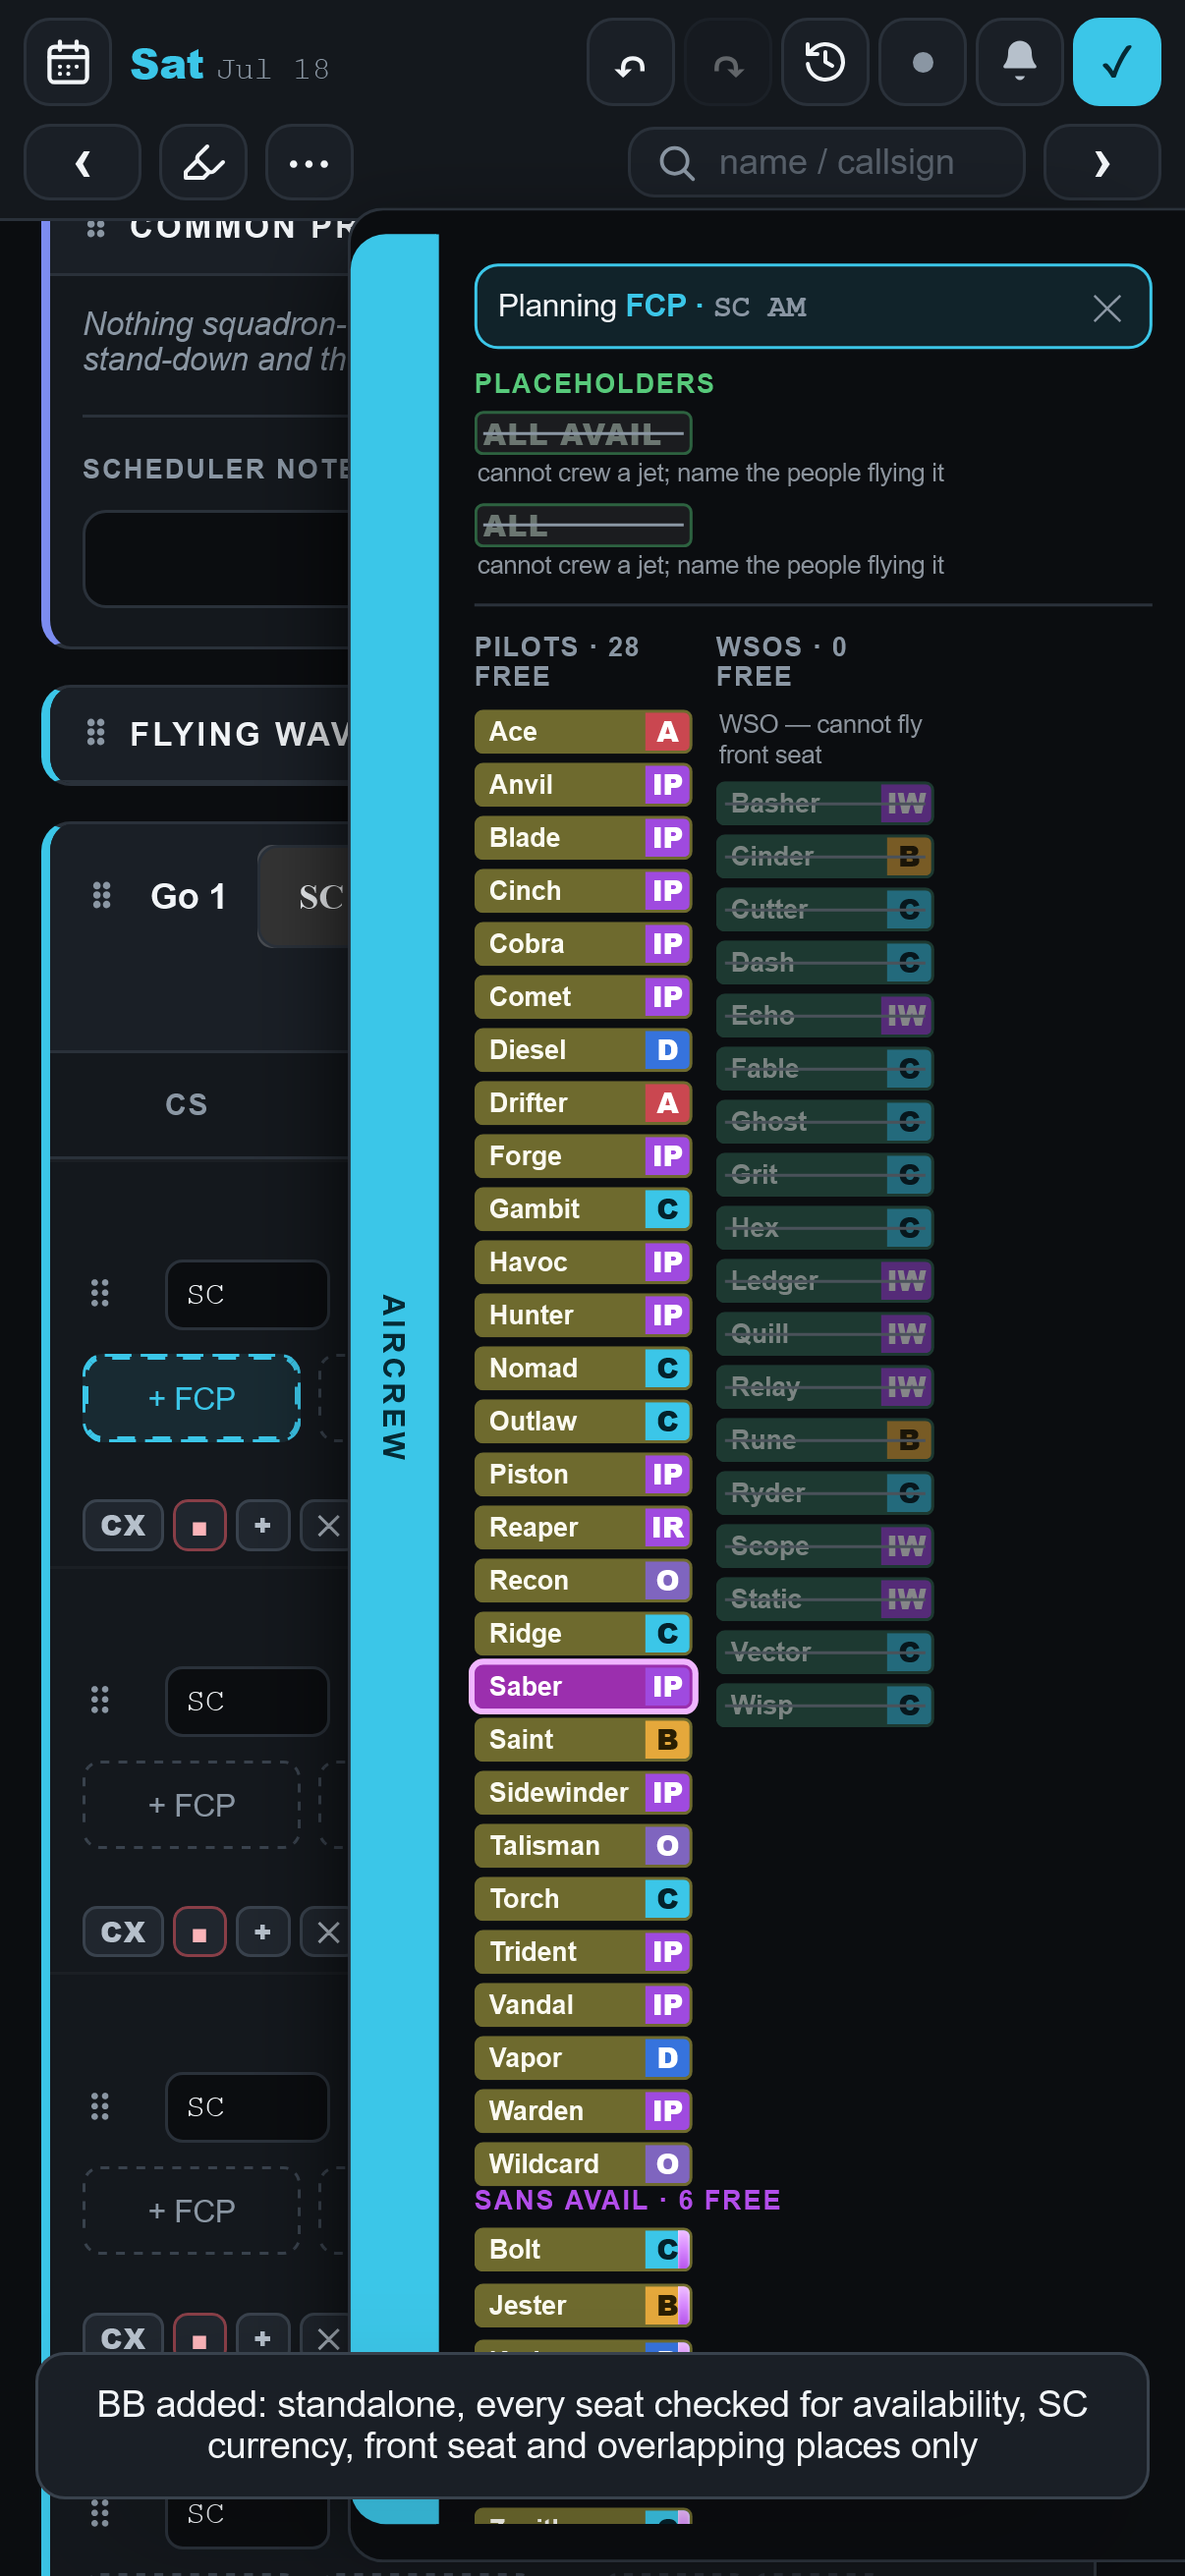 Sat Jul 18
name / callsign
COMMON PR
Nothing squadron-
stand-down and th
SCHEDULER NOTE
FLYING WAV
Go 1
SC
CS
SC
+ FCP
CX
SC
+ FCP
CX
SC
+ FCP
CX
SC
AIRCREW
Planning FCP · SC AM
PLACEHOLDERS
ALL AVAIL
cannot crew a jet; name the people flying it
ALL
cannot crew a jet; name the people flying it
PILOTS · 28
FREE
Ace A
Anvil IP
Blade IP
Cinch IP
Cobra IP
Comet IP
Diesel D
Drifter A
Forge IP
Gambit C
Havoc IP
Hunter IP
Nomad C
Outlaw C
Piston IP
Reaper IR
Recon O
Ridge C
Saber IP
Saint B
Sidewinder IP
Talisman O
Torch C
Trident IP
Vandal IP
Vapor D
Warden IP
Wildcard O
WSOS · 0
FREE
WSO — cannot fly
front seat
Basher IW
Cinder B
Cutter C
Dash C
Echo IW
Fable C
Ghost C
Grit C
Hex C
Ledger IW
Quill IW
Relay IW
Rune B
Ryder C
Scope IW
Static IW
Vector C
Wisp C
SANS AVAIL · 6 FREE
Bolt C
Jester B
BB added: standalone, every seat checked for availability, SC
currency, front seat and overlapping places only